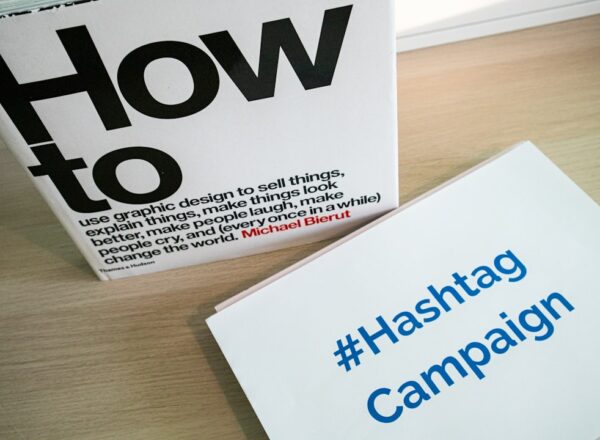 How
to
use graphic design to sell things,
explain things, make things look
better, make people laugh, make
people cry, and (every once in a while)
change the world. Michael Bierut
Thames & Hudson
#Hashtag
Campaign